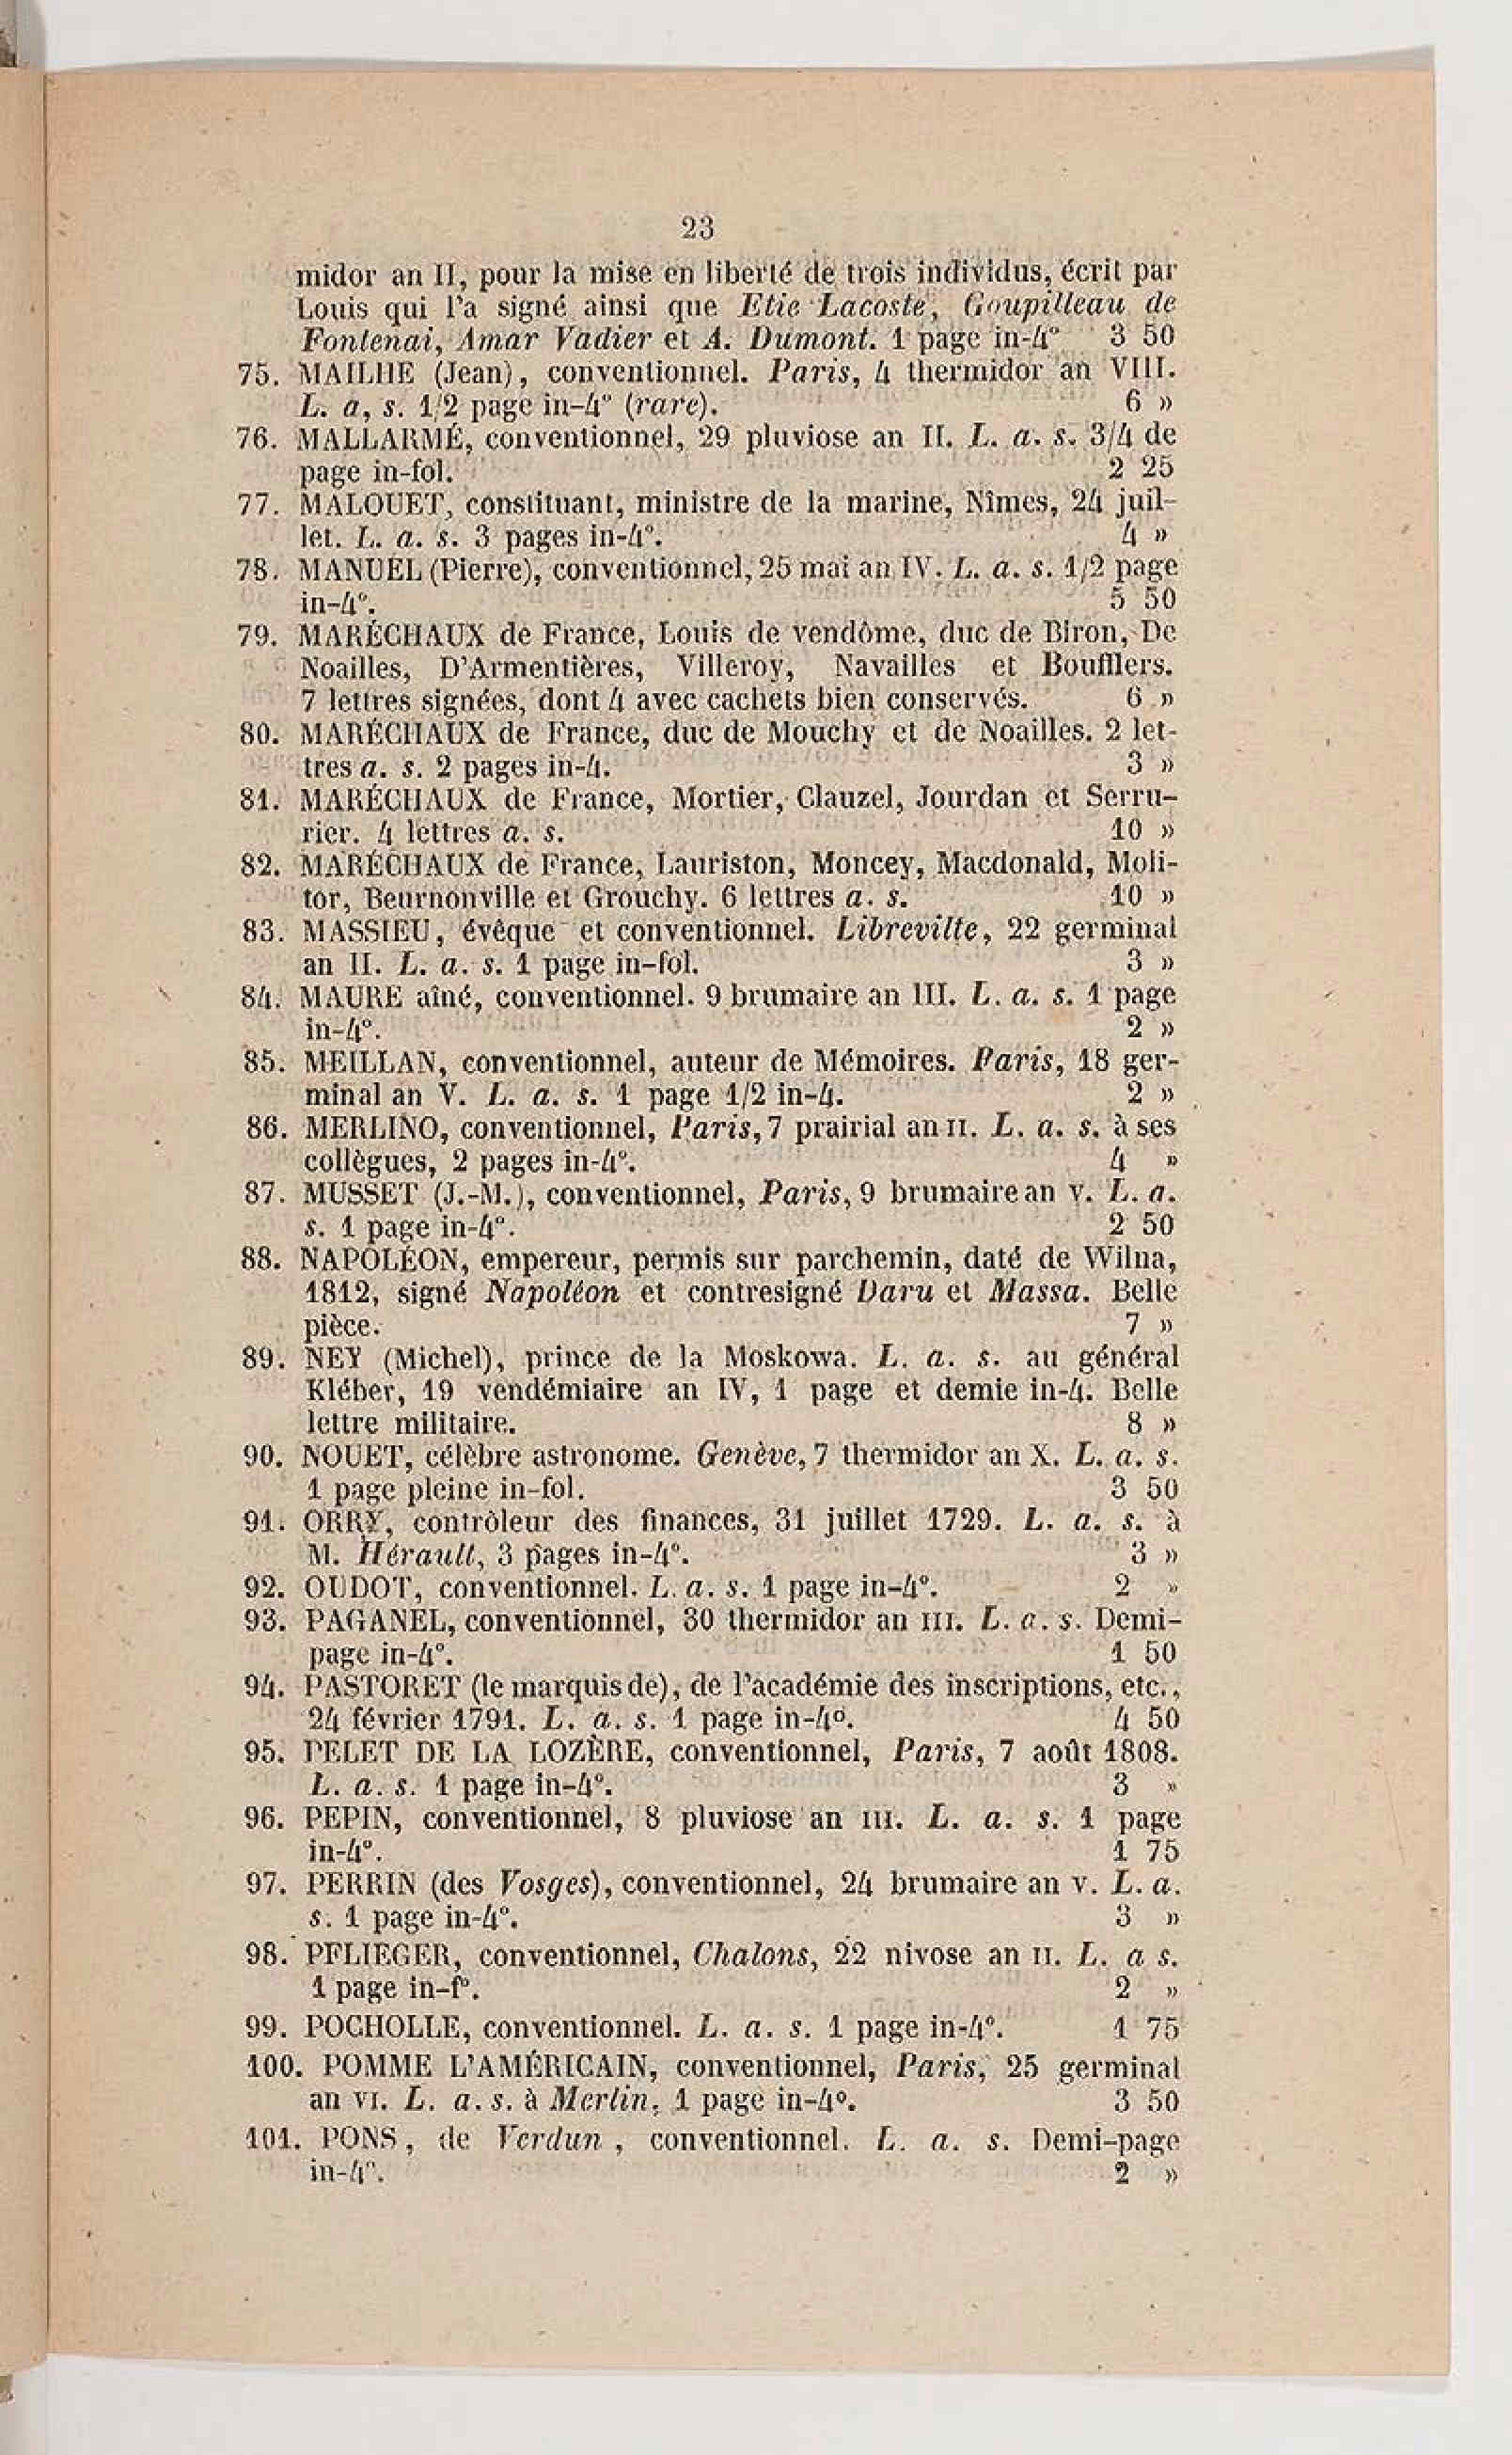 23
midor an II, pour la mise en liberté de trois individus, écrit par
Louis qui l'a signé ainsi que Etie Lacoste, Goupilleau de
Fontenai, Amar Vadier et A. Dumont. 1 page in-4° 3 50
75. MAILHE (Jean), conventionnel. Paris, 4 thermidor an VIII.
L. a, s. 1/2 page in-4° (rare). 6 »
76. MALLARMÉ, conventionnel, 29 pluviose an II. L. a. s. 3/4 de
page in-fol. 2 25
77. MALOUET, constituant, ministre de la marine, Nîmes, 24 juil-
let. L. a. s. 3 pages in-4°. 4 »
78. MANUEL (Pierre), conventionnel, 25 mai an IV. L. a. s. 1/2 page
in-4°. 5 50
79. MARÉCHAUX de France, Louis de vendôme, duc de Biron, De
Noailles, D'Armentières, Villeroy, Navailles et Boufflers.
7 lettres signées, dont 4 avec cachets bien conservés. 6 »
80. MARÉCHAUX de France, duc de Mouchy et de Noailles. 2 let-
tres a. s. 2 pages in-4. 3 »
81. MARÉCHAUX de France, Mortier, Clauzel, Jourdan et Serru-
rier. 4 lettres a. s. 10 »
82. MARÉCHAUX de France, Lauriston, Moncey, Macdonald, Moli-
tor, Beurnonville et Grouchy. 6 lettres a. s. 10 »
83. MASSIEU, évêque et conventionnel. Libreville, 22 germinal
an II. L. a. s. 1 page in-fol. 3 »
84. MAURE aîné, conventionnel. 9 brumaire an III. L. a. s. 1 page
in-4°. 2 »
85. MEILLAN, conventionnel, auteur de Mémoires. Paris, 18 ger-
minal an V. L. a. s. 1 page 1/2 in-4. 2 »
86. MERLINO, conventionnel, Paris, 7 prairial an II. L. a. s. à ses
collègues, 2 pages in-4°. 4 »
87. MUSSET (J.-M.), conventionnel, Paris, 9 brumaire an V. L. a.
s. 1 page in-4°. 2 50
88. NAPOLÉON, empereur, permis sur parchemin, daté de Wilna,
1812, signé Napoléon et contresigné Daru et Massa. Belle
pièce. 7 »
89. NEY (Michel), prince de la Moskowa. L. a. s. au général
Kléber, 19 vendémiaire an IV, 1 page et demie in-4. Belle
lettre militaire. 8 »
90. NOUET, célèbre astronome. Genève, 7 thermidor an X. L. a. s.
1 page pleine in-fol. 3 50
91. ORRY, contrôleur des finances, 31 juillet 1729. L. a. s. à
M. Hérault, 3 pages in-4°. 3 »
92. OUDOT, conventionnel. L. a. s. 1 page in-4°. 2 »
93. PAGANEL, conventionnel, 30 thermidor an III. L. a. s. Demi-
page in-4°. 1 50
94. PASTORET (le marquis de), de l'académie des inscriptions, etc.,
24 février 1791. L. a. s. 1 page in-4°. 4 50
95. PELET DE LA LOZÈRE, conventionnel, Paris, 7 août 1808.
L. a. s. 1 page in-4°. 3 »
96. PEPIN, conventionnel, 8 pluviose an III. L. a. s. 1 page
in-4°. 1 75
97. PERRIN (des Vosges), conventionnel, 24 brumaire an V. L. a.
s. 1 page in-4°. 3 »
98. PFLIEGER, conventionnel, Chalons, 22 nivose an II. L. a s.
1 page in-f°. 2 »
99. POCHOLLE, conventionnel. L. a. s. 1 page in-4°. 1 75
100. POMME L'AMÉRICAIN, conventionnel, Paris, 25 germinal
an VI. L. a. s. à Merlin, 1 page in-4°. 3 50
101. PONS, de Verdun, conventionnel. L. a. s. Demi-page
in-4°. 2 »